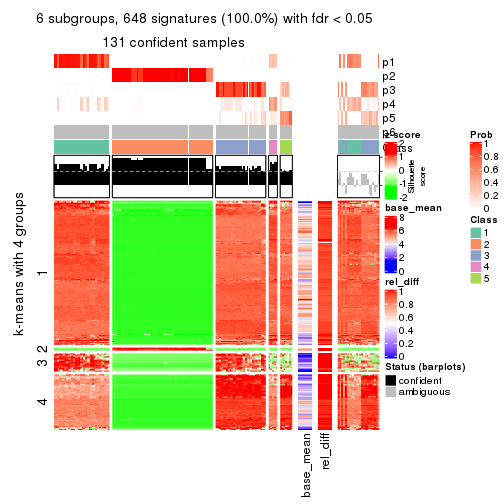 6 subgroups, 648 signatures (100.0%) with fdr < 0.05
131 confident samples
p1
p2
p3
p4
p5
p6
Class
z-score
2
1
0
-1
-2
Silhouette
score
base_mean
8
6
4
2
0
rel_diff
1
0.8
0.6
0.4
0.2
0
Prob
1
0.8
0.6
0.4
0.2
0
Class
1
2
3
4
5
Status (barplots)
confident
ambiguous
k-means with 4 groups
1
2
3
4
base_mean
rel_diff